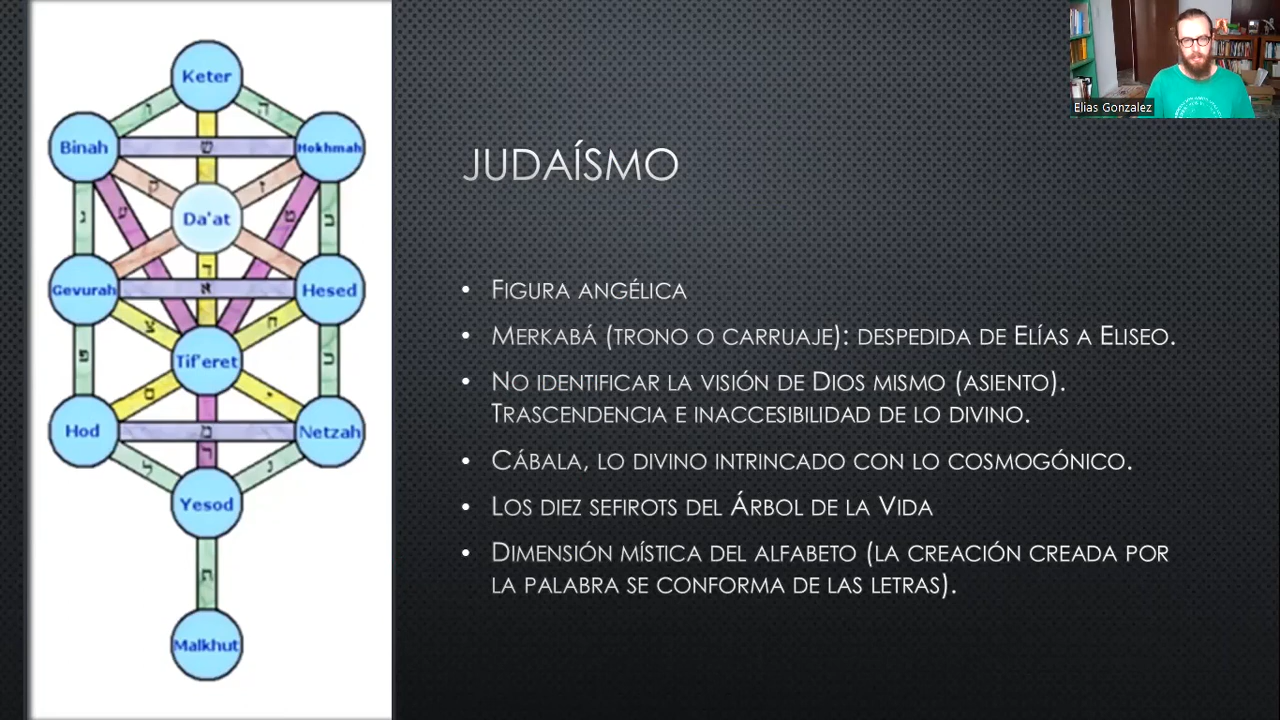 Elias Gonzalez
JUDAÍSMO
• FIGURA ANGÉLICA
• MERKABÁ (TRONO O CARRUAJE): DESPEDIDA DE ELÍAS A ELISEO.
• NO IDENTIFICAR LA VISIÓN DE DIOS MISMO (ASIENTO).
TRASCENDENCIA E INACCESIBILIDAD DE LO DIVINO.
• CÁBALA, LO DIVINO INTRINCADO CON LO COSMOGÓNICO.
• LOS DIEZ SEFIROTS DEL ÁRBOL DE LA VIDA
• DIMENSIÓN MÍSTICA DEL ALFABETO (LA CREACIÓN CREADA POR
LA PALABRA SE CONFORMA DE LAS LETRAS).
Keter
ה
Binah
ש
Hokhmah
ק
ז
Da'at
ע
ט
Gevurah
א
Hesed
צ
ח
Tif'eret
פ
ס
י
Hod
מ
Netzah
ל
נ
Yesod
ת
Malkhut